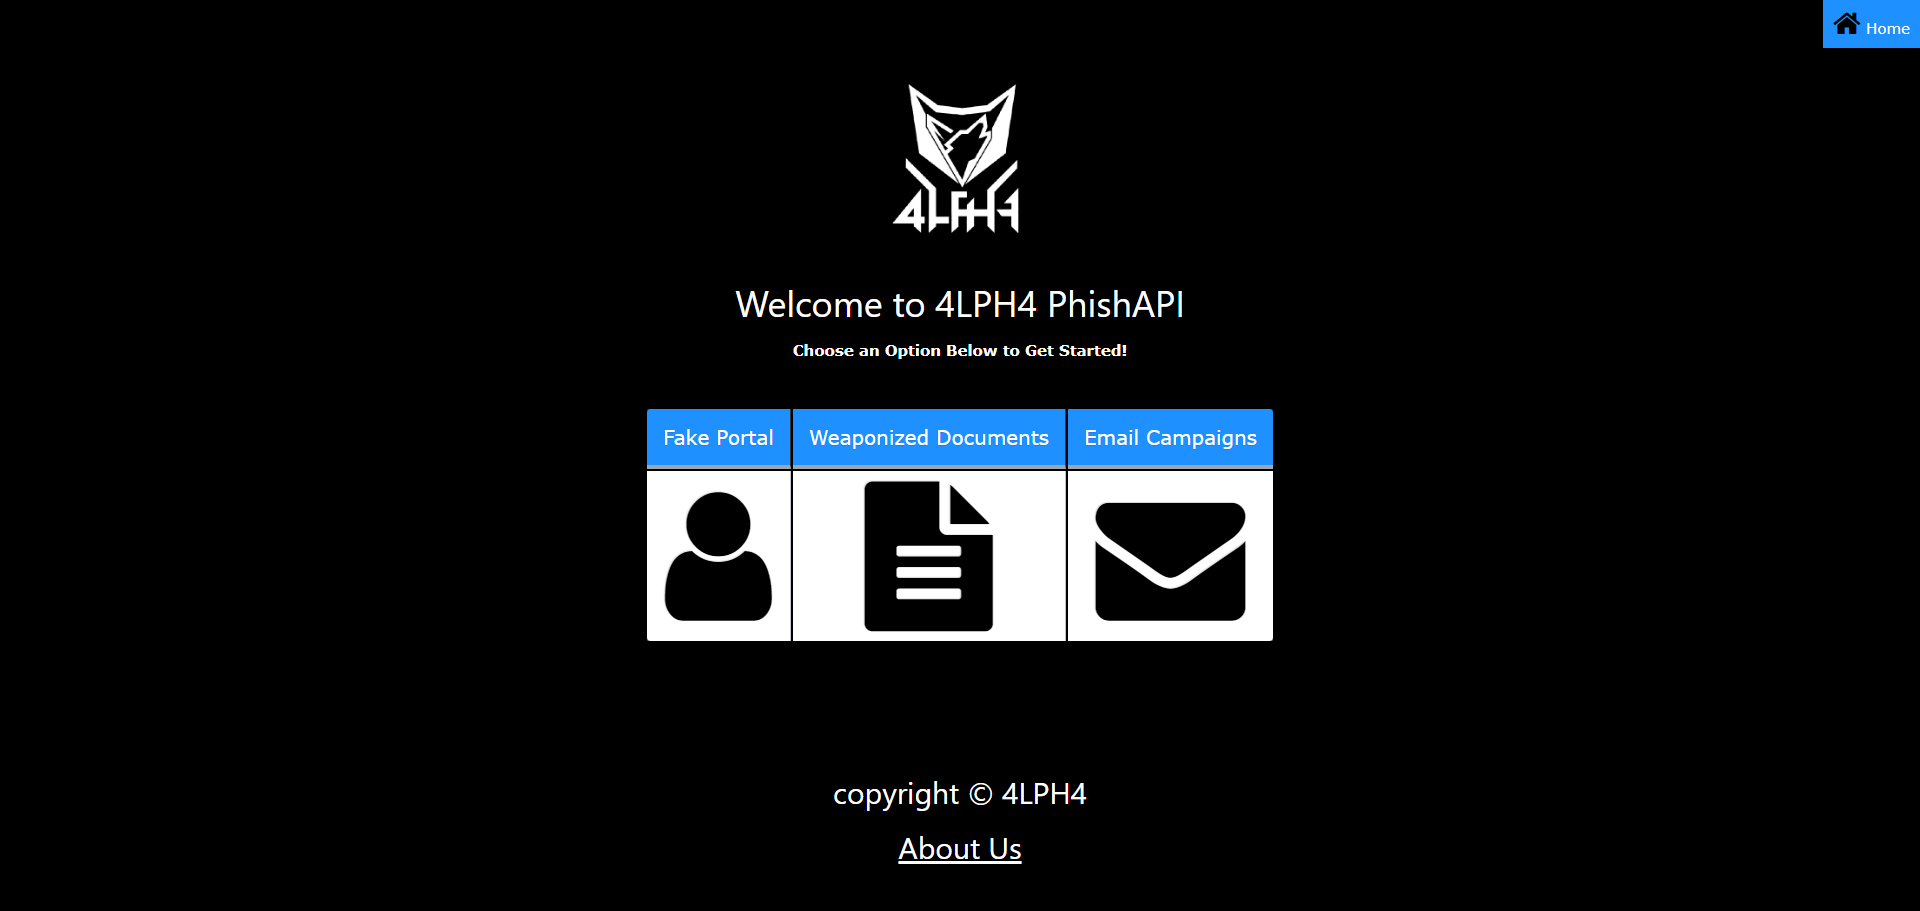 Home
4LPH4
Welcome to 4LPH4 PhishAPI
Choose an Option Below to Get Started!
Fake Portal Weaponized Documents Email Campaigns
copyright © 4LPH4
About Us